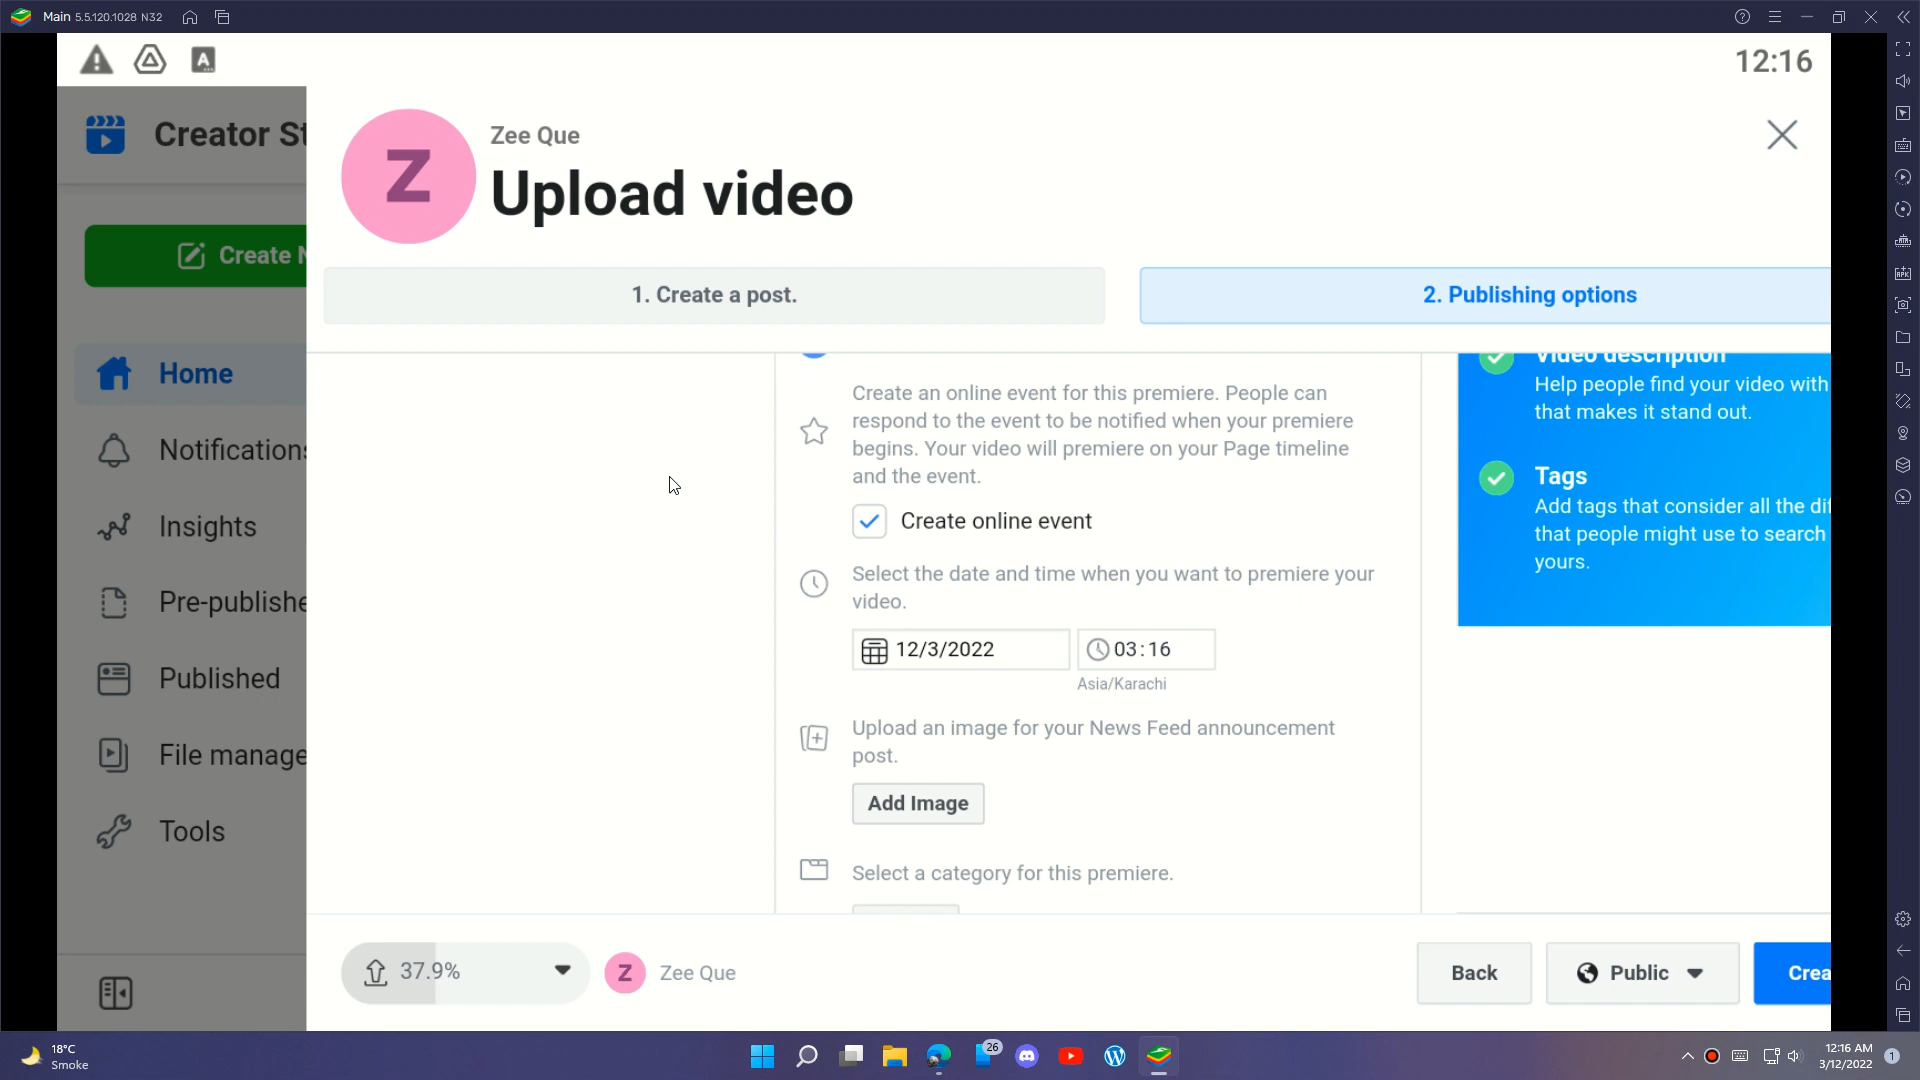 Main 5.5.120.1028 N32
A
12:16
Creator St
Z
Zee Que
Upload video
Create N
1. Create a post.
2. Publishing options
Home
Notifications
Insights
Pre-publishe
Published
File manage
Tools
Create an online event for this premiere. People can
respond to the event to be notified when your premiere
begins. Your video will premiere on your Page timeline
and the event.
Create online event
Select the date and time when you want to premiere your
video.
12/3/2022
03:16
Asia/Karachi
Upload an image for your News Feed announcement
post.
Add Image
Select a category for this premiere.
Video description
Help people find your video with
that makes it stand out.
Tags
Add tags that consider all the dif
that people might use to search
yours.
37.9%
Z
Zee Que
Back
Public
Crea
18°C
Smoke
26
12:16 AM
3/12/2022
1